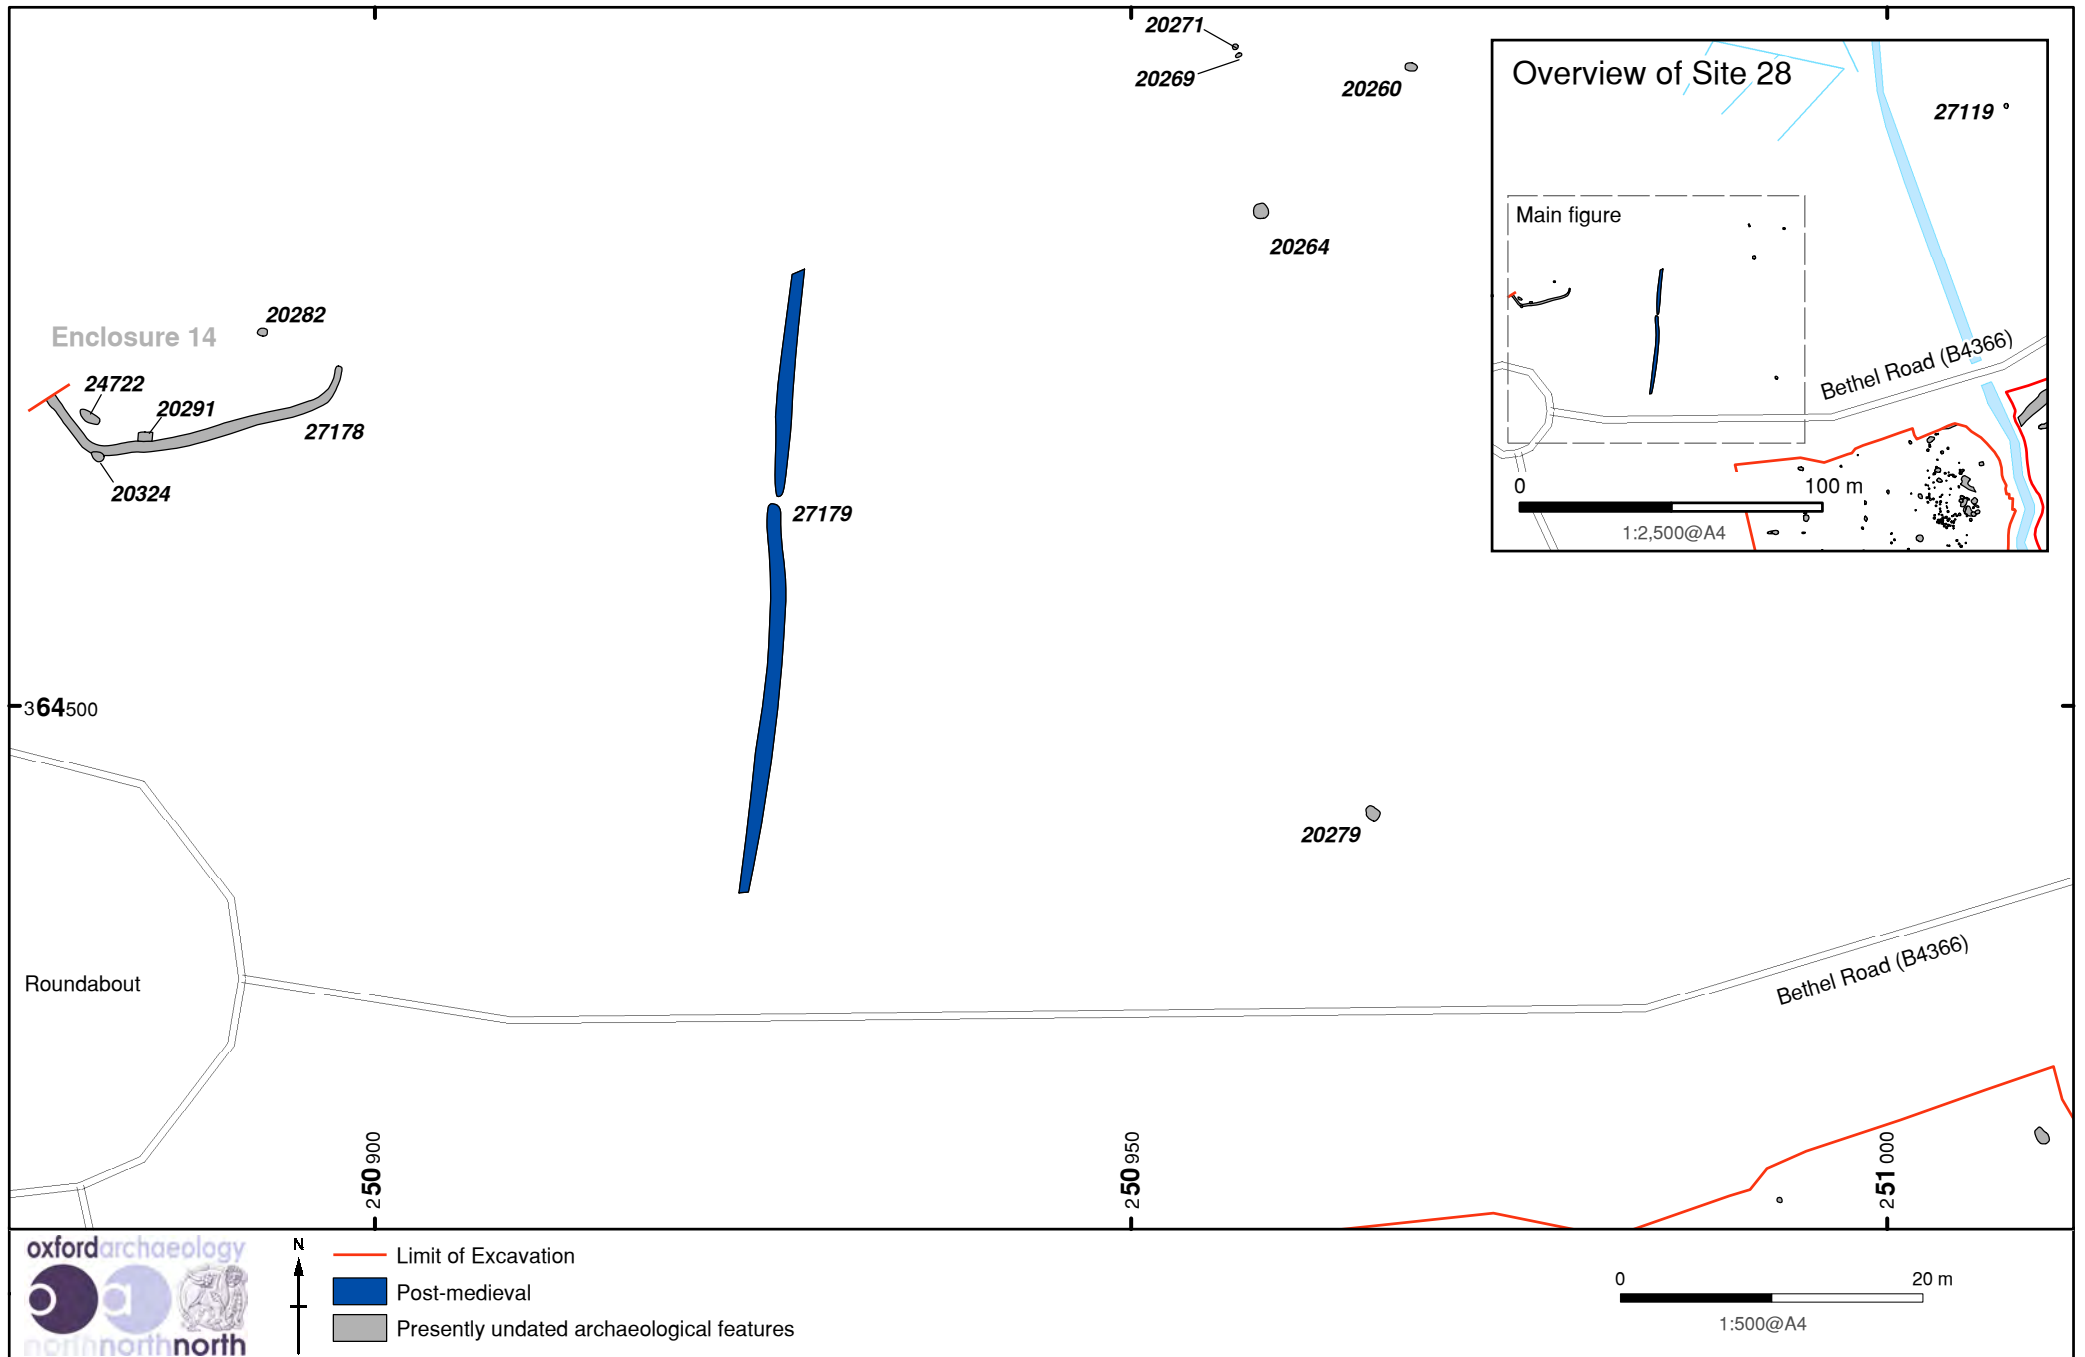 20271
20269
20260
20264
Overview of Site 28
27119
Main figure
Bethel Road (B4366)
0 100 m
1:2,500@A4
20282
Enclosure 14
24722
20291
27178
20324
27179
364500
20279
Roundabout
Bethel Road (B4366)
250900
250950
251000
oxfordarchaeology
northnorthnorth
N
Limit of Excavation
Post-medieval
Presently undated archaeological features
0 20 m
1:500@A4